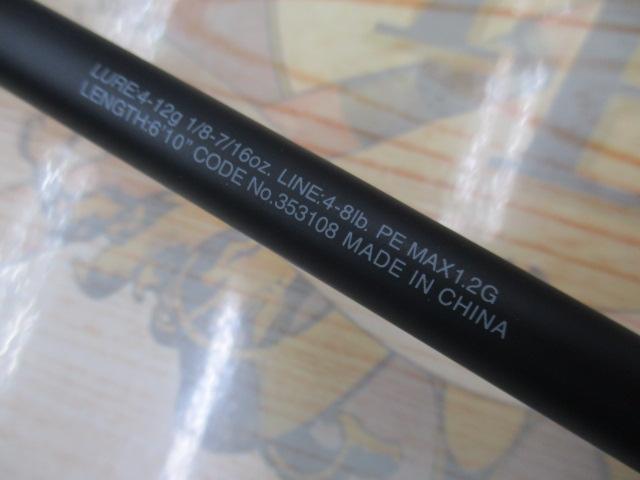 LURE:4-12g 1/8-7/16oz. LINE:4-8lb. PE MAX1.2G
LENGTH:6'10" CODE No.353108 MADE IN CHINA